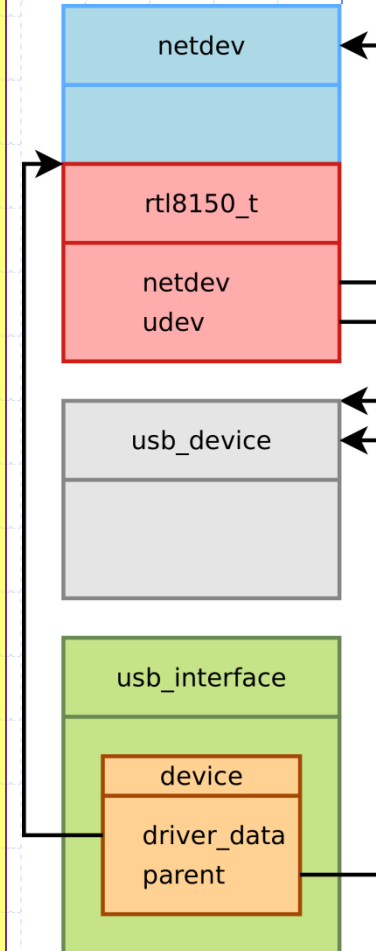 netdev
rtl8150_t
netdev
udev
usb_device
usb_interface
device
driver_data
parent